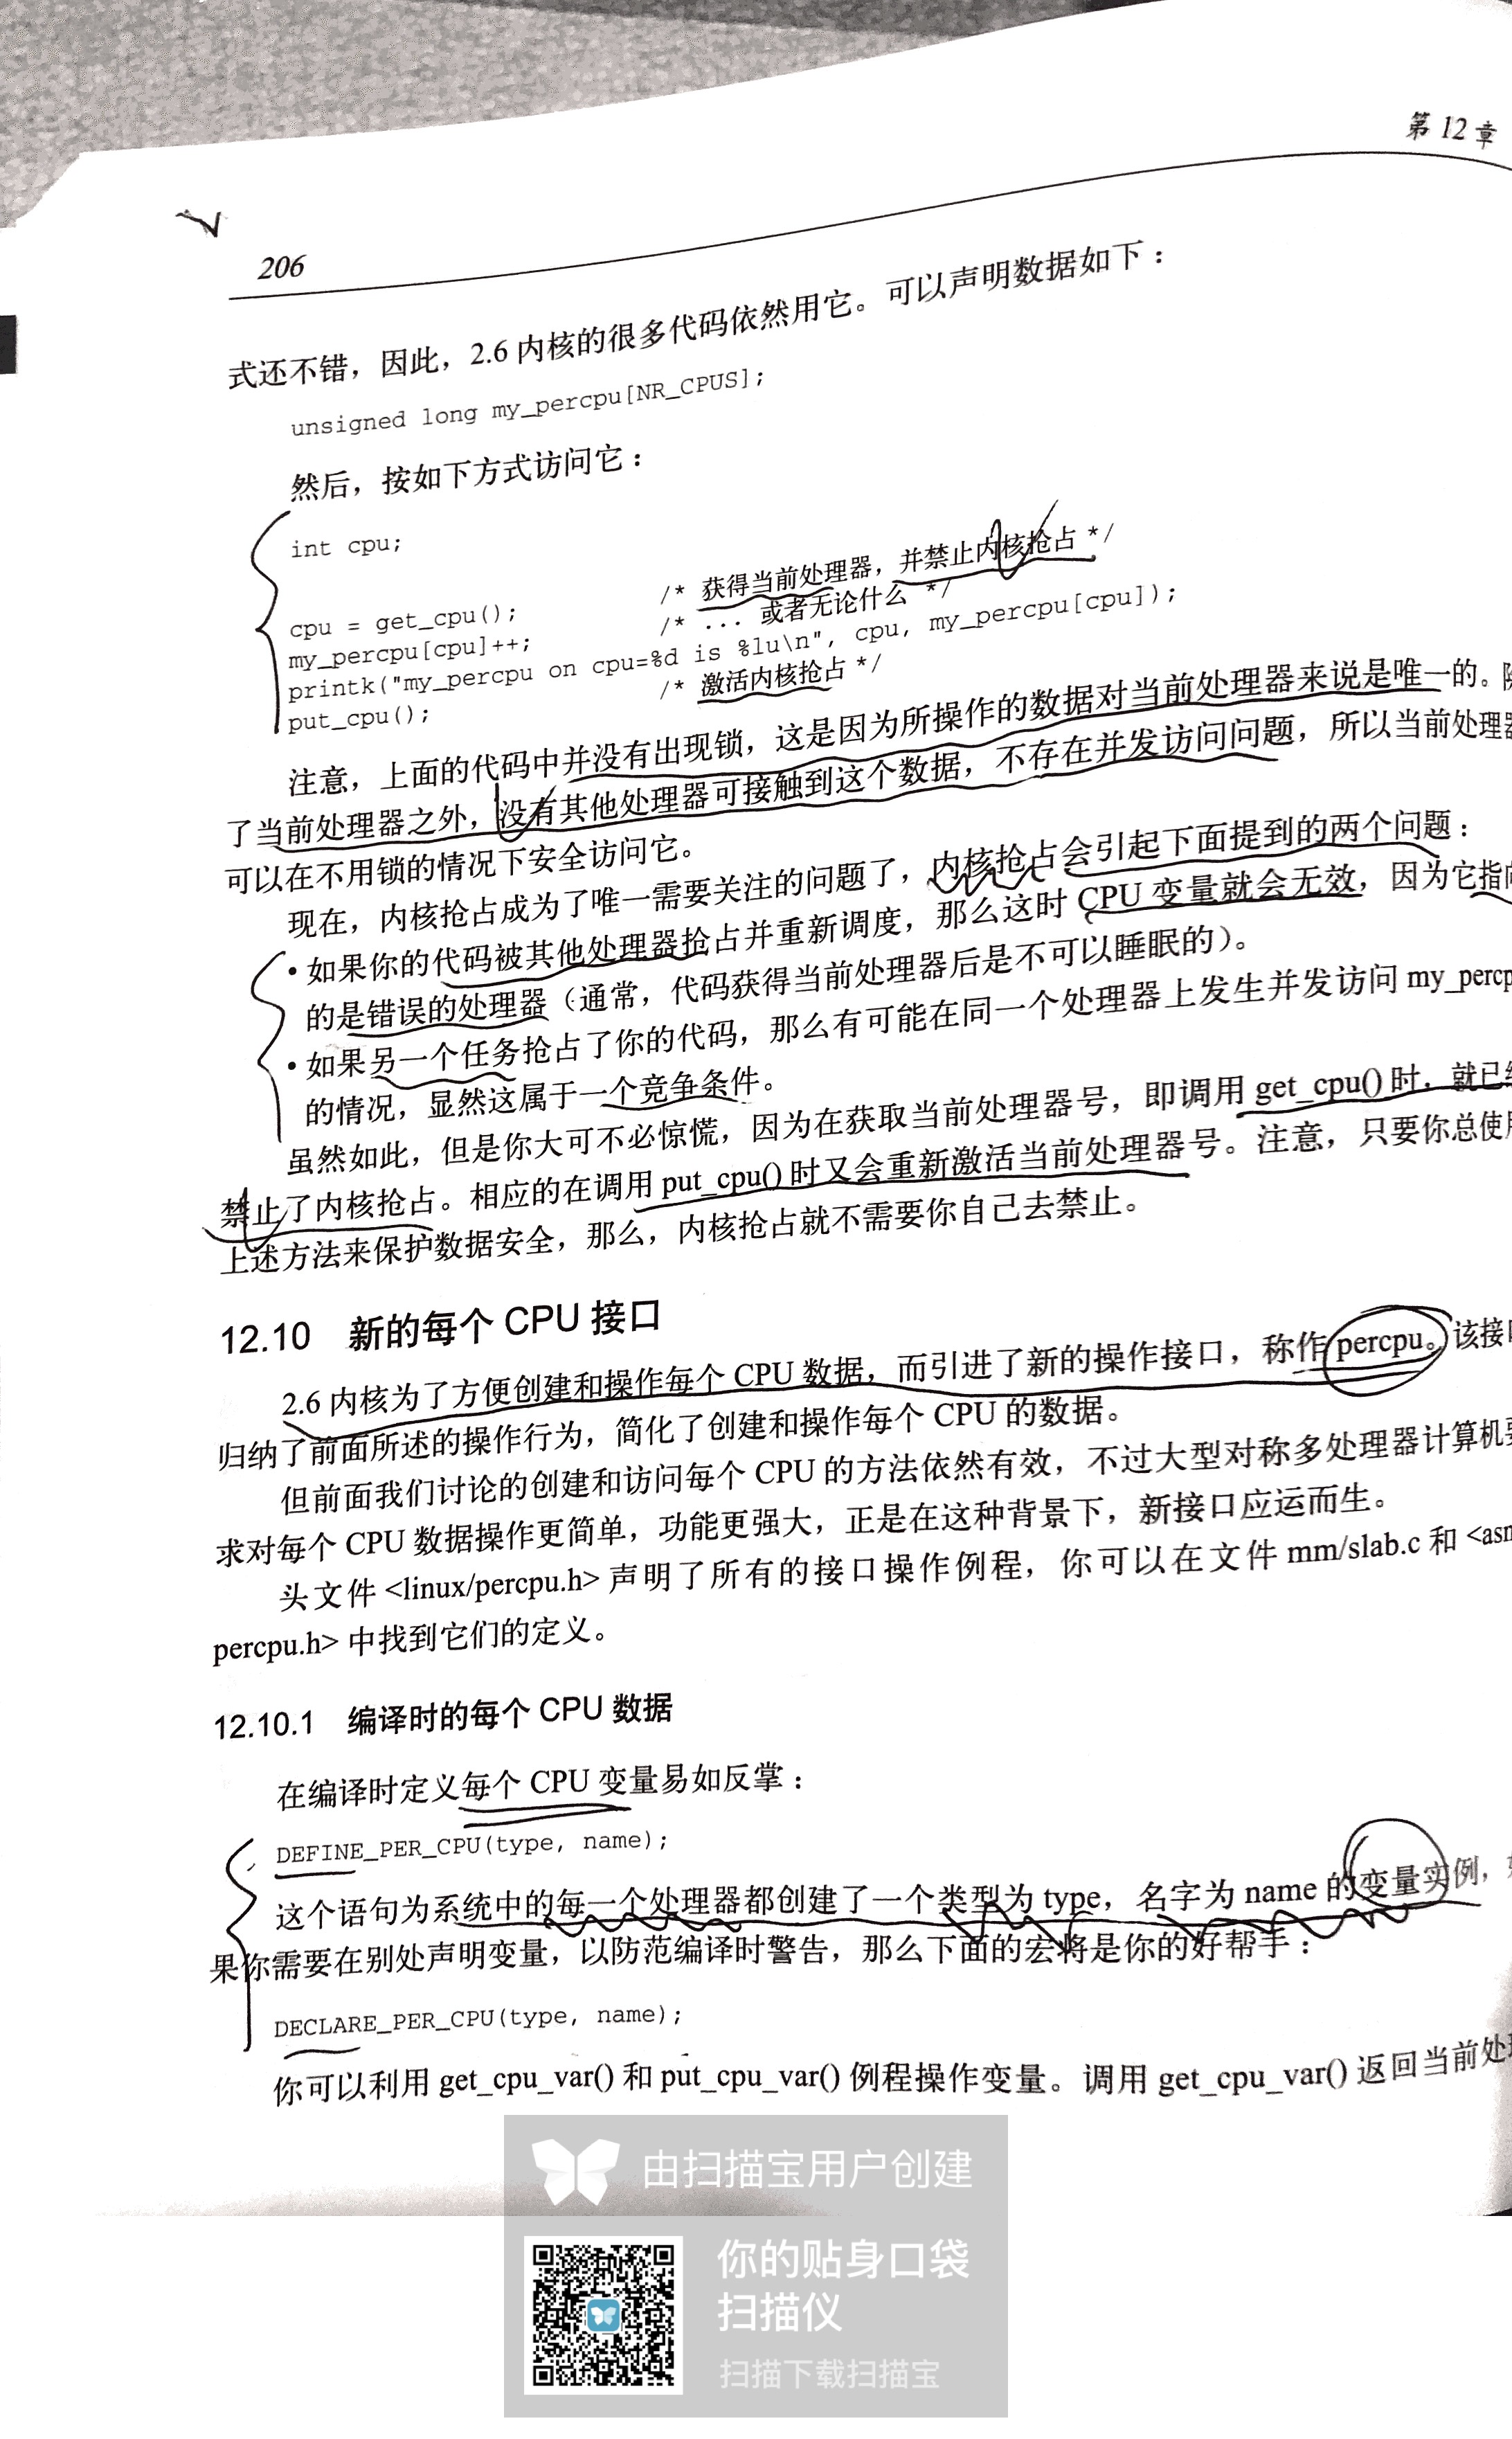 第 12 章
206
式还不错，因此，2.6 内核的很多代码依然用它。可以声明数据如下：
unsigned long my_percpu[NR_CPUS];
然后，按如下方式访问它：
int cpu;
cpu = get_cpu(); /* 获得当前处理器，并禁止内核抢占 */
my_percpu[cpu]++; /* ... 或者无论什么 */
printk("my_percpu on cpu=%d is %lu\n", cpu, my_percpu[cpu]);
put_cpu(); /* 激活内核抢占 */
注意，上面的代码中并没有出现锁，这是因为所操作的数据对当前处理器来说是唯一的。除
了当前处理器之外，没有其他处理器可接触到这个数据，不存在并发访问问题，所以当前处理器
可以在不用锁的情况下安全访问它。
现在，内核抢占成为了唯一需要关注的问题了，内核抢占会引起下面提到的两个问题：
• 如果你的代码被其他处理器抢占并重新调度，那么这时 CPU 变量就会无效，因为它指向
的是错误的处理器（通常，代码获得当前处理器后是不可以睡眠的）。
• 如果另一个任务抢占了你的代码，那么有可能在同一个处理器上发生并发访问 my_percp
的情况，显然这属于一个竞争条件。
虽然如此，但是你大可不必惊慌，因为在获取当前处理器号，即调用 get_cpu() 时，就已经
禁止了内核抢占。相应的在调用 put_cpu() 时又会重新激活当前处理器号。注意，只要你总使用
上述方法来保护数据安全，那么，内核抢占就不需要你自己去禁止。
12.10 新的每个 CPU 接口
2.6 内核为了方便创建和操作每个 CPU 数据，而引进了新的操作接口，称作 percpu。该接口
归纳了前面所述的操作行为，简化了创建和操作每个 CPU 的数据。
但前面我们讨论的创建和访问每个 CPU 的方法依然有效，不过大型对称多处理器计算机要
求对每个 CPU 数据操作更简单，功能更强大，正是在这种背景下，新接口应运而生。
头文件 <linux/percpu.h> 声明了所有的接口操作例程，你可以在文件 mm/slab.c 和 <asm
percpu.h> 中找到它们的定义。
12.10.1 编译时的每个 CPU 数据
在编译时定义每个 CPU 变量易如反掌：
DEFINE_PER_CPU(type, name);
这个语句为系统中的每一个处理器都创建了一个类型为 type，名字为 name 的变量实例，如
果你需要在别处声明变量，以防范编译时警告，那么下面的宏将是你的好帮手：
DECLARE_PER_CPU(type, name);
你可以利用 get_cpu_var() 和 put_cpu_var() 例程操作变量。调用 get_cpu_var() 返回当前处理
由扫描宝用户创建
你的贴身口袋
扫描仪
扫描下载扫描宝